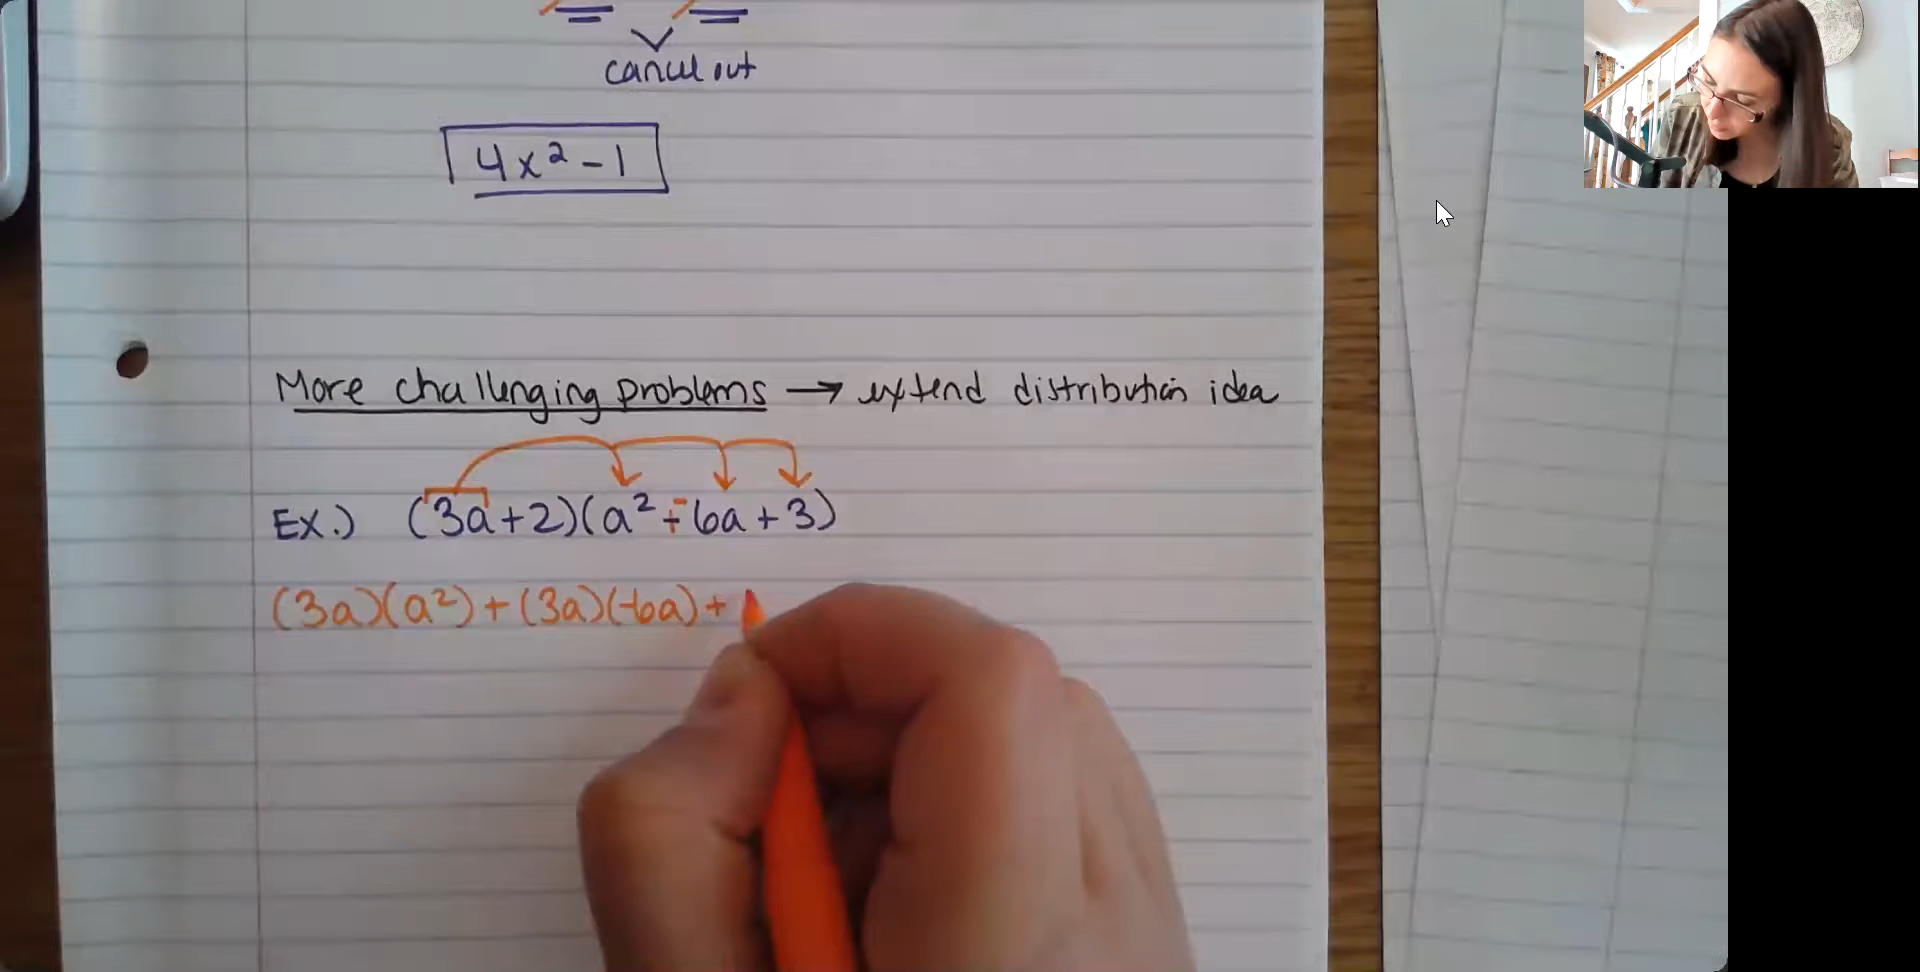 cancel out
4x² - 1
More challenging problems → extend distribution idea
Ex.) (3a+2)(a² + -6a + 3)
(3a)(a²) + (3a)(-6a) +